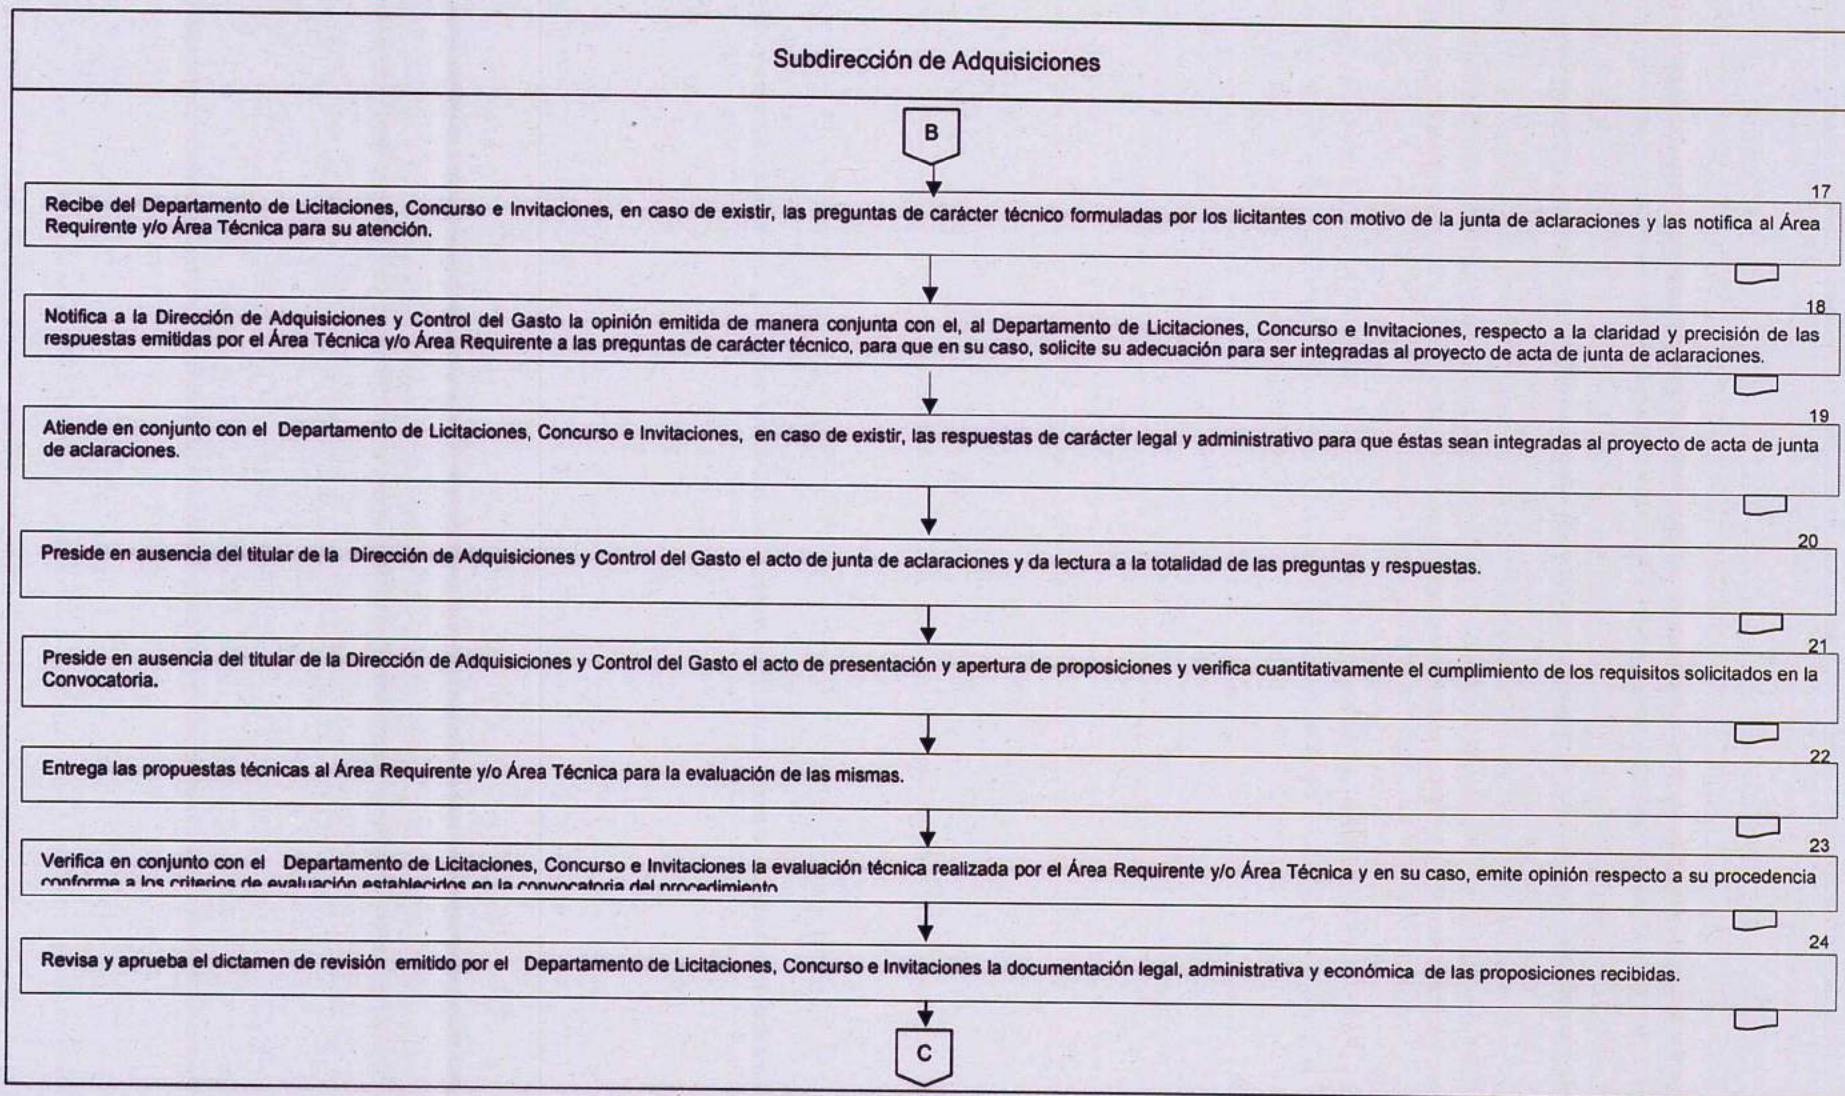 Subdirección de Adquisiciones
B
17
Recibe del Departamento de Licitaciones, Concurso e Invitaciones, en caso de existir, las preguntas de carácter técnico formuladas por los licitantes con motivo de la junta de aclaraciones y las notifica al Área
Requirente y/o Área Técnica para su atención.
18
Notifica a la Dirección de Adquisiciones y Control del Gasto la opinión emitida de manera conjunta con el, al Departamento de Licitaciones, Concurso e Invitaciones, respecto a la claridad y precisión de las
respuestas emitidas por el Área Técnica y/o Área Requirente a las preguntas de carácter técnico, para que en su caso, solicite su adecuación para ser integradas al proyecto de acta de junta de aclaraciones.
19
Atiende en conjunto con el Departamento de Licitaciones, Concurso e Invitaciones, en caso de existir, las respuestas de carácter legal y administrativo para que éstas sean integradas al proyecto de acta de junta
de aclaraciones.
20
Preside en ausencia del titular de la Dirección de Adquisiciones y Control del Gasto el acto de junta de aclaraciones y da lectura a la totalidad de las preguntas y respuestas.
21
Preside en ausencia del titular de la Dirección de Adquisiciones y Control del Gasto el acto de presentación y apertura de proposiciones y verifica cuantitativamente el cumplimiento de los requisitos solicitados en la
Convocatoria.
22
Entrega las propuestas técnicas al Área Requirente y/o Área Técnica para la evaluación de las mismas.
23
Verifica en conjunto con el Departamento de Licitaciones, Concurso e Invitaciones la evaluación técnica realizada por el Área Requirente y/o Área Técnica y en su caso, emite opinión respecto a su procedencia
conforme a los criterios de evaluación establecidos en la convocatoria del procedimiento
24
Revisa y aprueba el dictamen de revisión emitido por el Departamento de Licitaciones, Concurso e Invitaciones la documentación legal, administrativa y económica de las proposiciones recibidas.
C